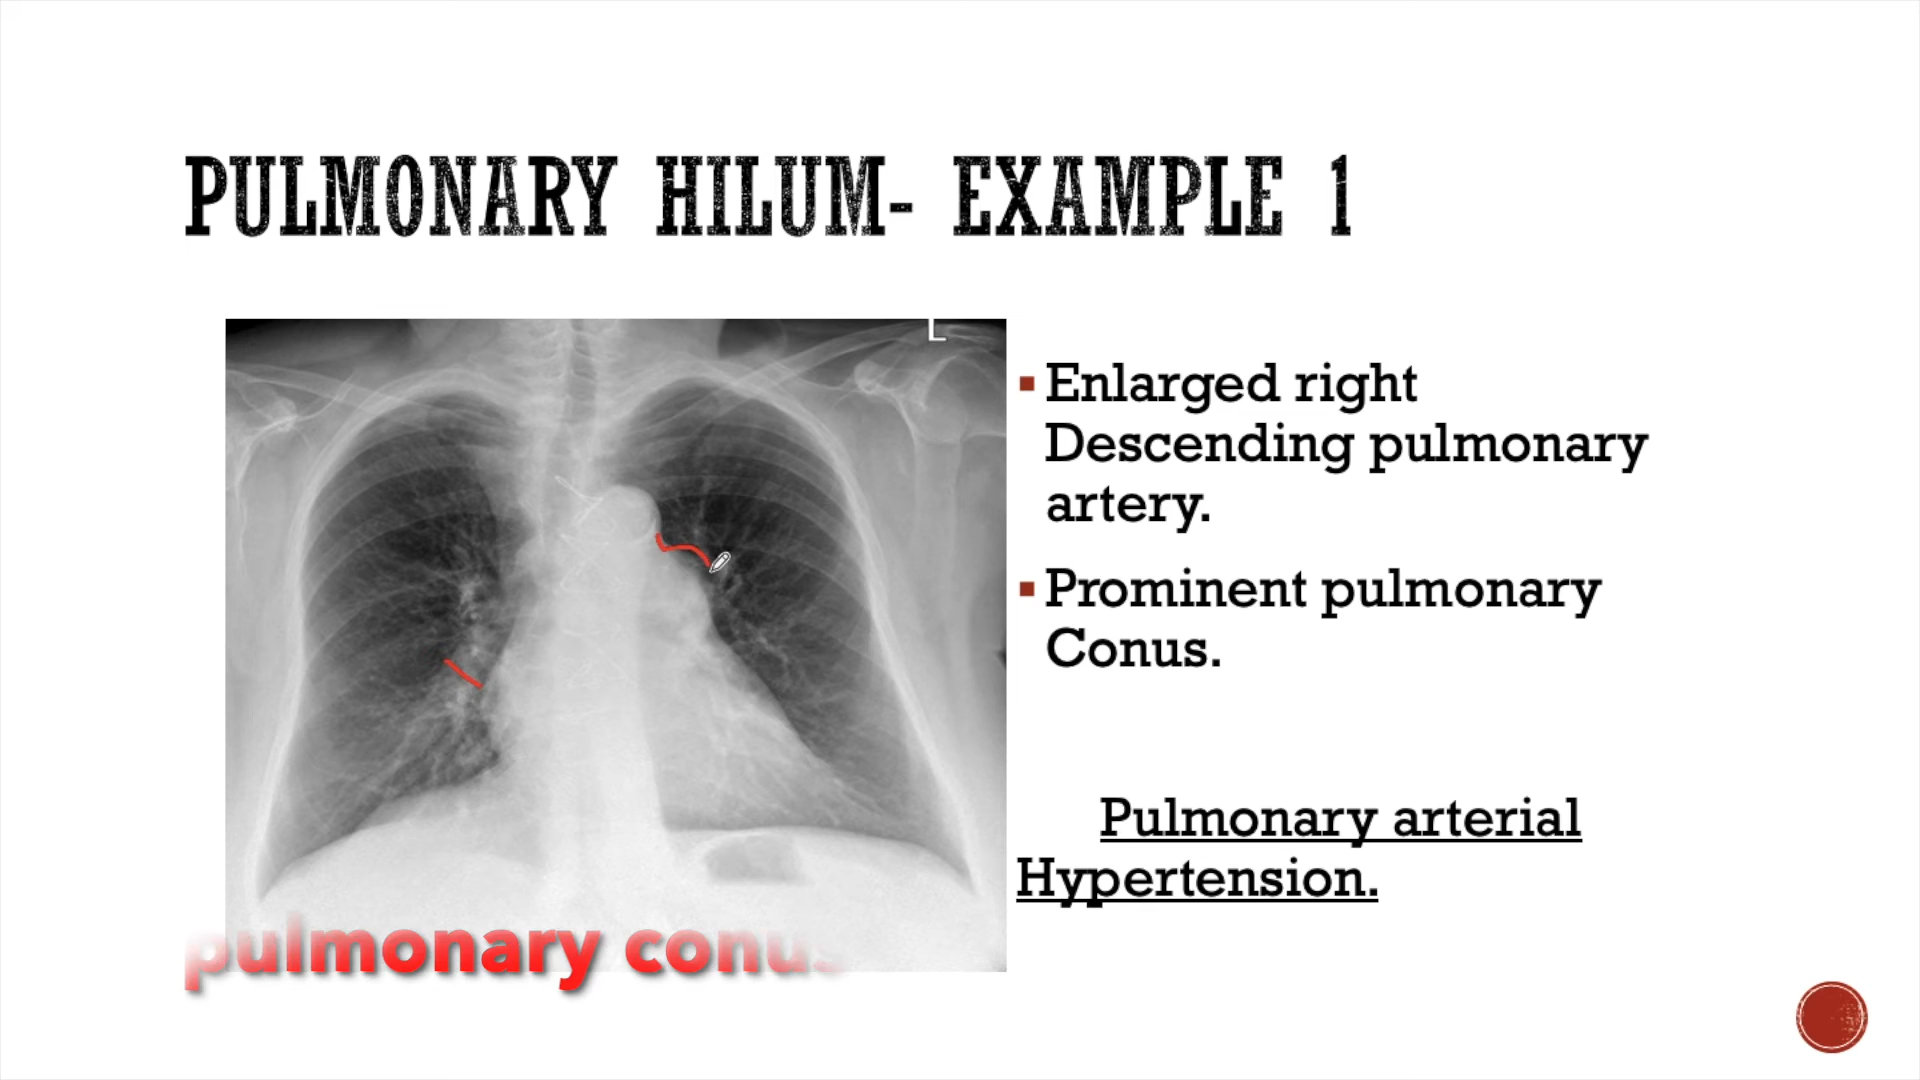 PULMONARY HILUM- EXAMPLE 1
L
Enlarged right
Descending pulmonary
artery.
Prominent pulmonary
Conus.
Pulmonary arterial
Hypertension.
pulmonary conus